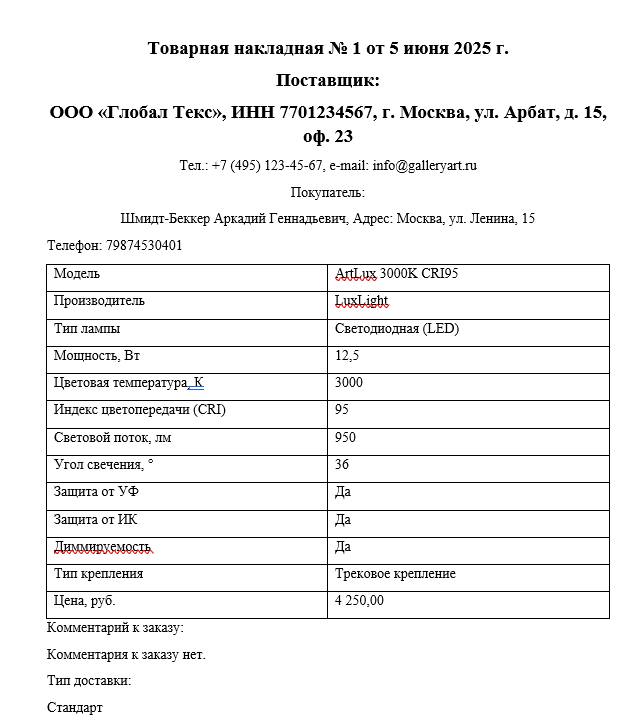 Товарная накладная № 1 от 5 июня 2025 г.
Поставщик:
ООО «Глобал Текс», ИНН 7701234567, г. Москва, ул. Арбат, д. 15,
оф. 23
Тел.: +7 (495) 123-45-67, e-mail: info@galleryart.ru
Покупатель:
Шмидт-Беккер Аркадий Геннадьевич, Адрес: Москва, ул. Ленина, 15
Телефон: 79874530401
Модель ArtLux 3000K CRI95
Производитель LuxLight
Тип лампы Светодиодная (LED)
Мощность, Вт 12,5
Цветовая температура, К 3000
Индекс цветопередачи (CRI) 95
Световой поток, лм 950
Угол свечения, ° 36
Защита от УФ Да
Защита от ИК Да
Диммируемость Да
Тип крепления Трековое крепление
Цена, руб. 4 250,00
Комментарий к заказу:
Комментария к заказу нет.
Тип доставки:
Стандарт